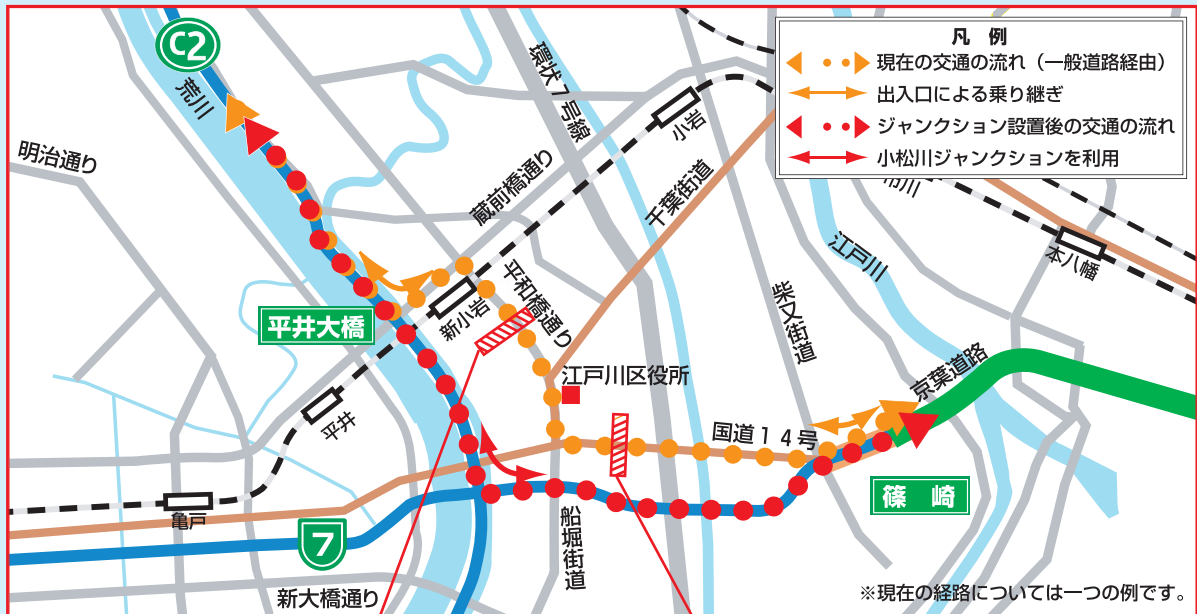 凡 例
現在の交通の流れ（一般道路経由）
出入口による乗り継ぎ
ジャンクション設置後の交通の流れ
小松川ジャンクションを利用
C2
荒川
明治通り
環状7号線
小岩
蔵前橋通り
千葉街道
市川
江戸川
本八幡
平井大橋
新小岩
平和橋通り
柴又街道
京葉道路
江戸川区役所
平井
国道14号
篠 崎
亀戸
7
船堀街道
新大橋通り
※現在の経路については一つの例です。